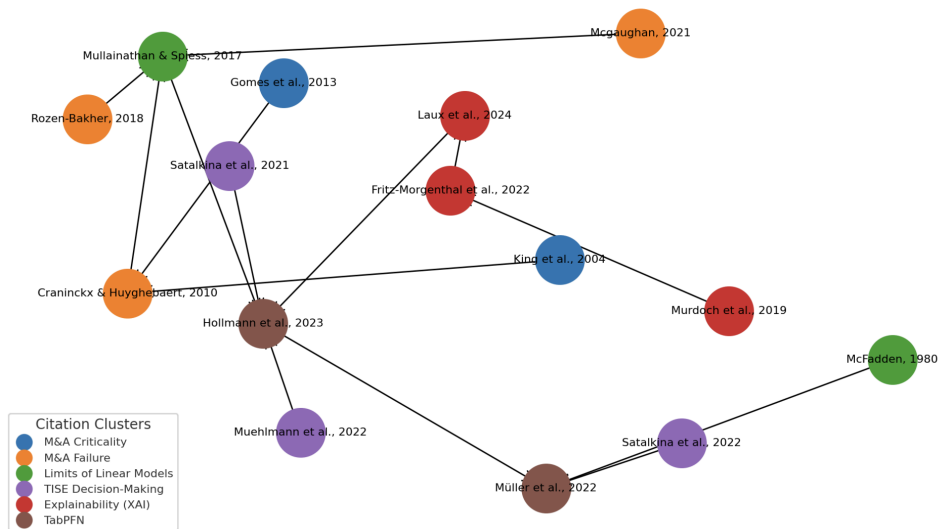 Mcgaughan, 2021
Mullainathan & Spiess, 2017
Gomes et al., 2013
Laux et al., 2024
Rozen-Bakher, 2018
Satalkina et al., 2021
Fritz-Morgenthal et al., 2022
King et al., 2004
Craninckx & Huyghebaert, 2010
Murdoch et al., 2019
Hollmann et al., 2023
McFadden, 1980
Muehlmann et al., 2022
Satalkina et al., 2022
Müller et al., 2022
Citation Clusters
M&A Criticality
M&A Failure
Limits of Linear Models
TISE Decision-Making
Explainability (XAI)
TabPFN